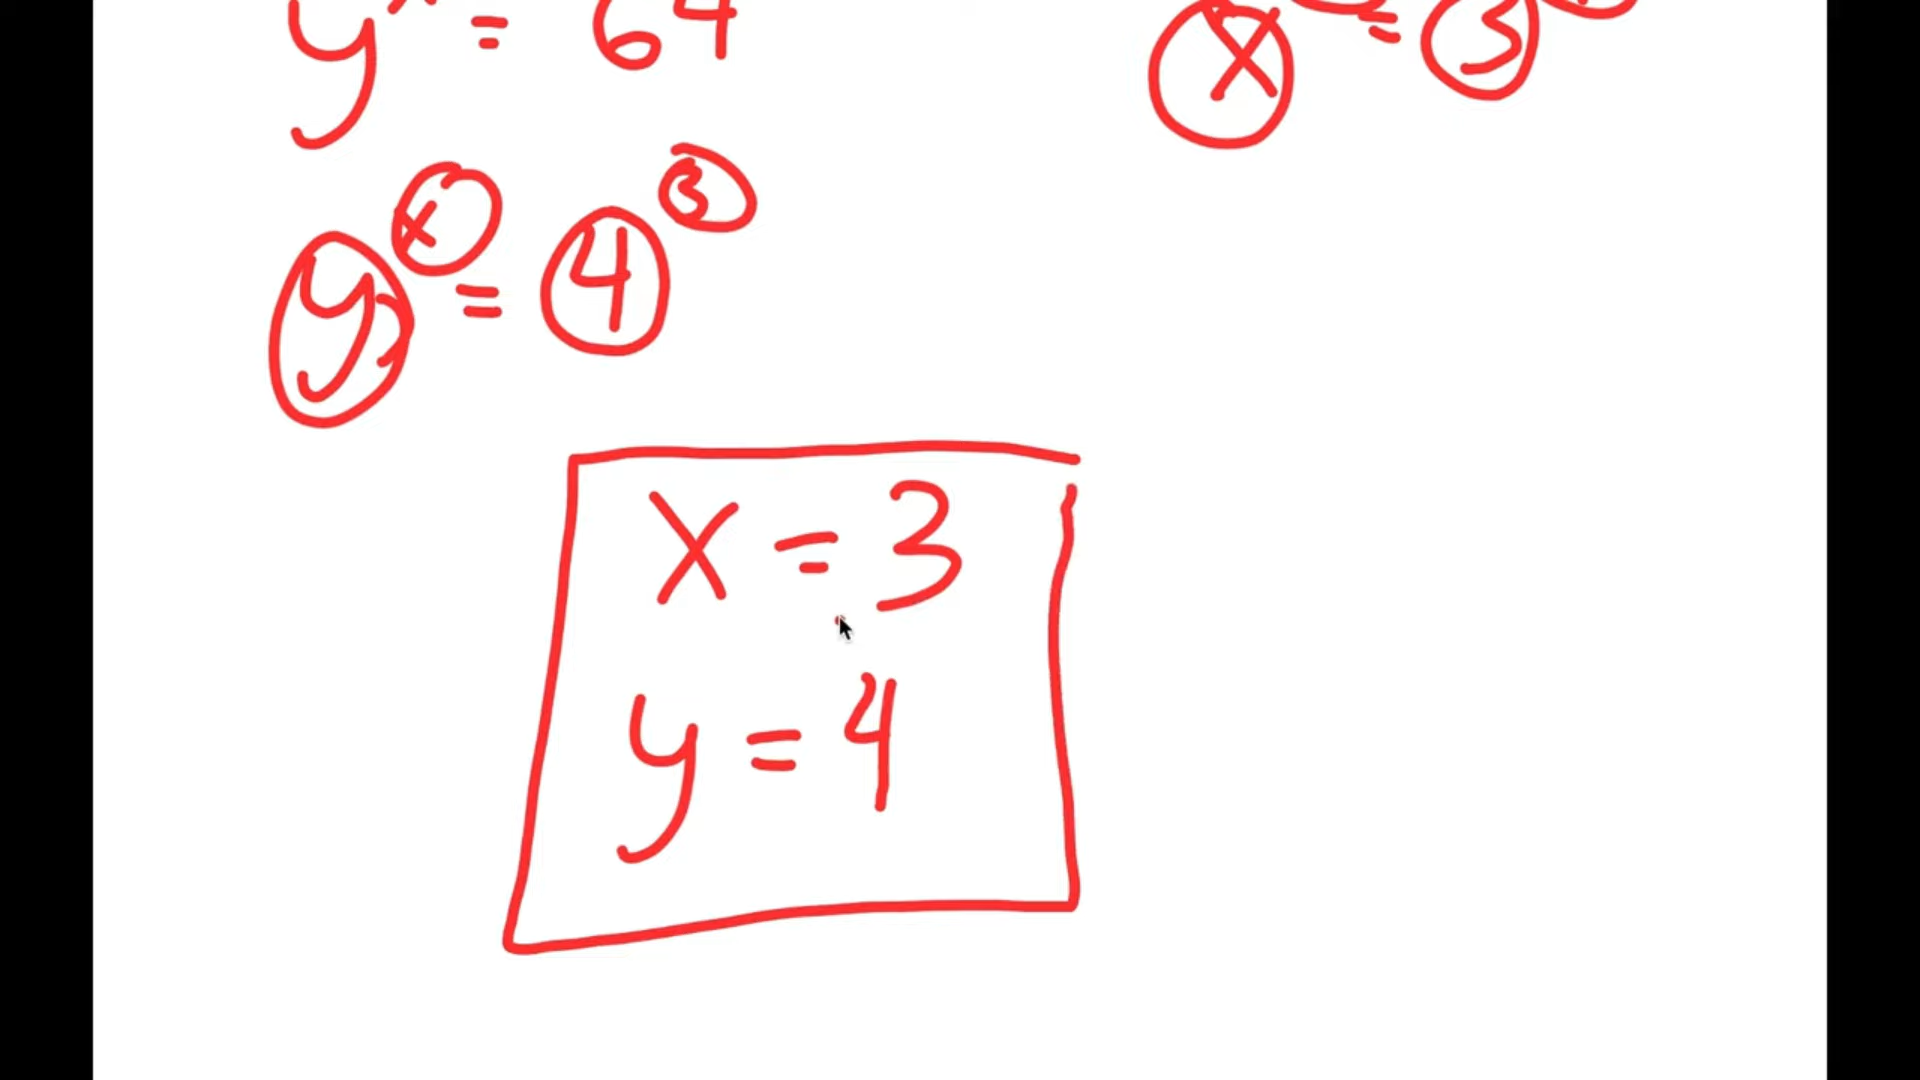 y^x = 64
x = 3
y^x = 4^3
x = 3
y = 4